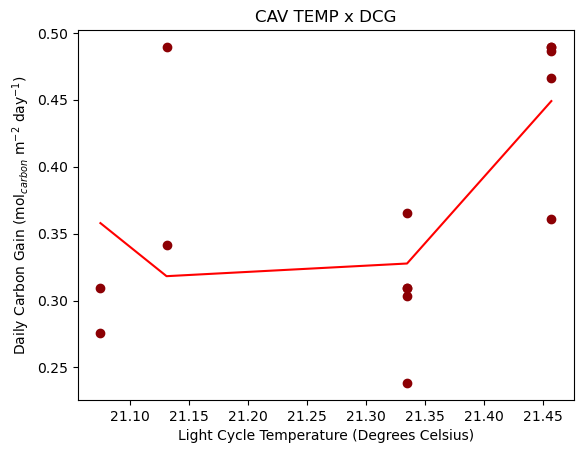 CAV TEMP x DCG
Daily Carbon Gain (mol_carbon m⁻² day⁻¹)
0.50
0.45
0.40
0.35
0.30
0.25
21.10 21.15 21.20 21.25 21.30 21.35 21.40 21.45
Light Cycle Temperature (Degrees Celsius)